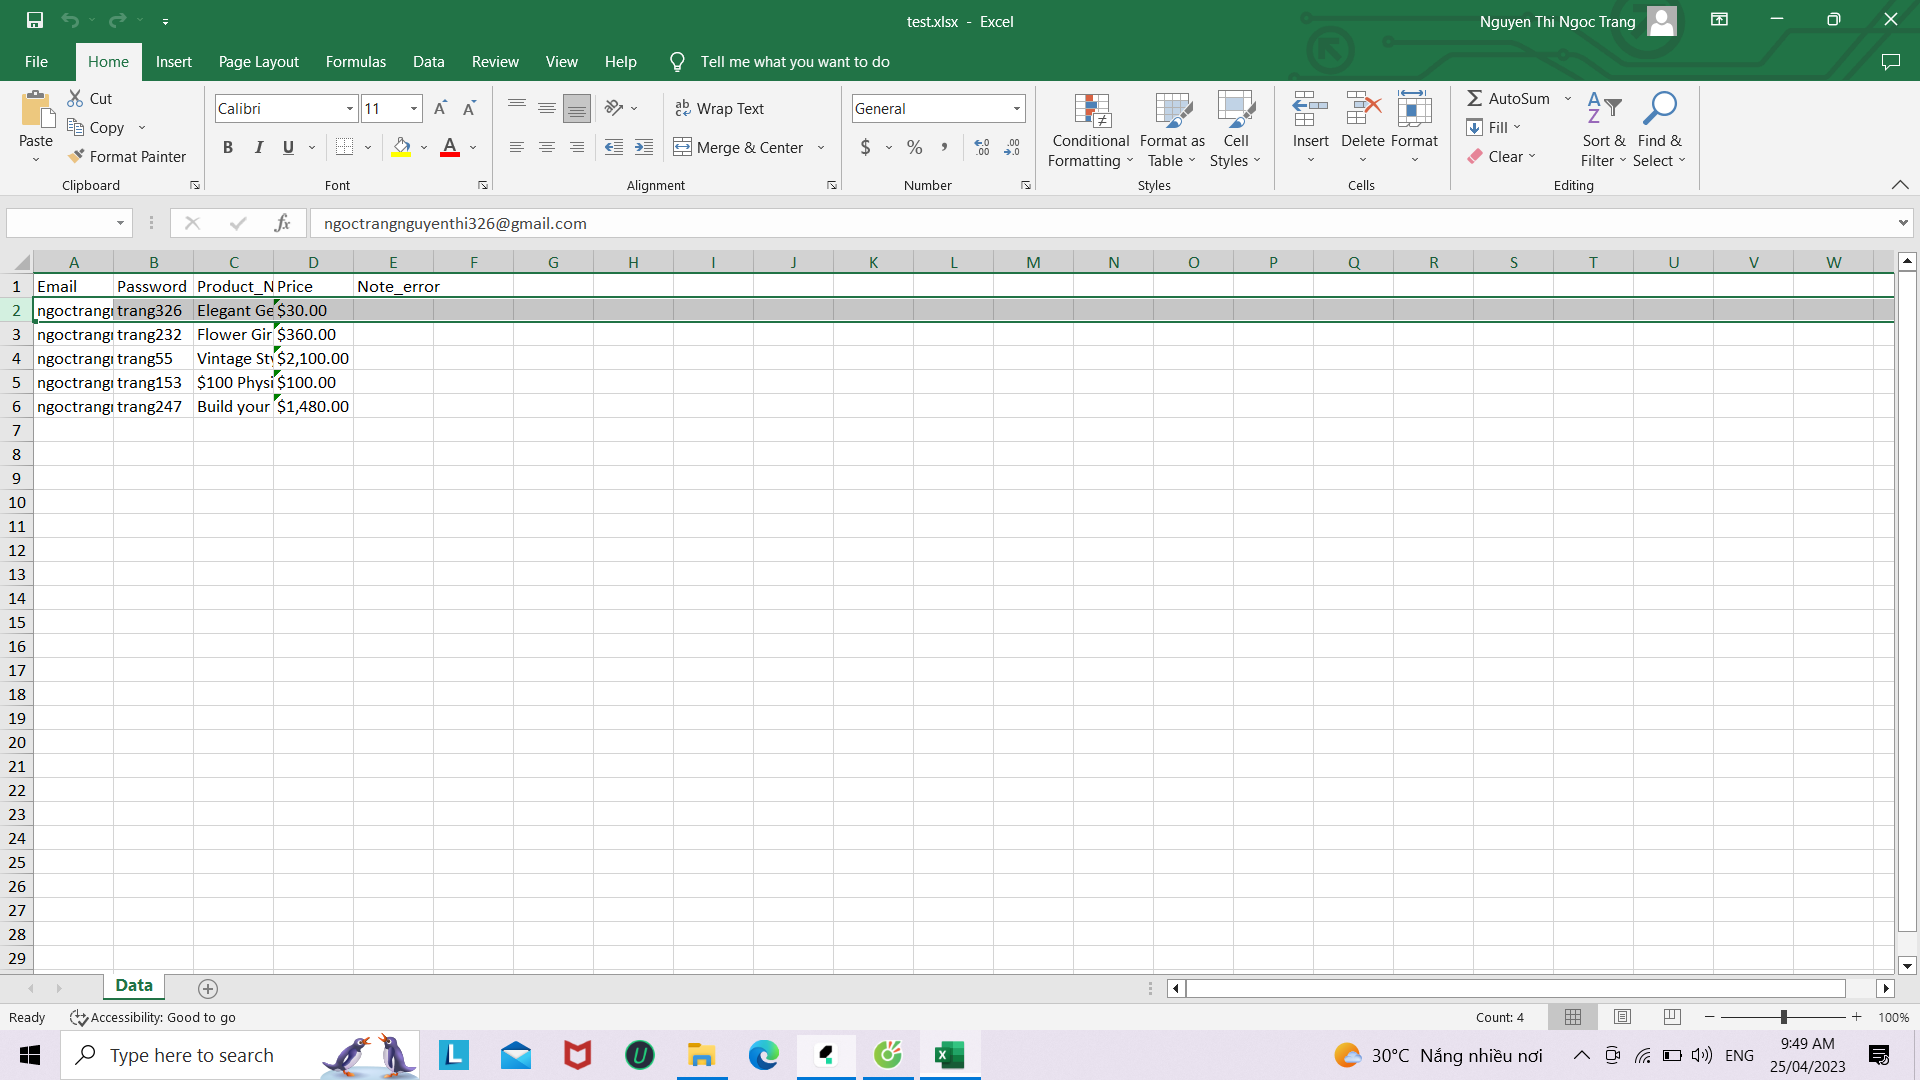 test.xlsx - Excel
Nguyen Thi Ngoc Trang
File Home Insert Page Layout Formulas Data Review View Help Tell me what you want to do
Paste
Cut
Copy
Format Painter
Clipboard
Calibri 11
B I U
Font
Wrap Text
Merge & Center
Alignment
General
$ % ,
Number
Conditional Formatting
Format as Table
Cell Styles
Styles
Insert Delete Format
Cells
AutoSum
Fill
Clear
Sort & Filter
Find & Select
Editing
fx ngoctrangnguyenthi326@gmail.com
A B C D E F G H I J K L M N O P Q R S T U V W
1 Email Password Product_N Price Note_error
2 ngoctrangr trang326 Elegant Ge $30.00
3 ngoctrangr trang232 Flower Gir $360.00
4 ngoctrangr trang55 Vintage Sty $2,100.00
5 ngoctrangr trang153 $100 Physi $100.00
6 ngoctrangr trang247 Build your $1,480.00
7
8
9
10
11
12
13
14
15
16
17
18
19
20
21
22
23
24
25
26
27
28
29
Data
Ready Accessibility: Good to go Count: 4 100%
Type here to search
30°C Nắng nhiều nơi
ENG
9:49 AM
25/04/2023